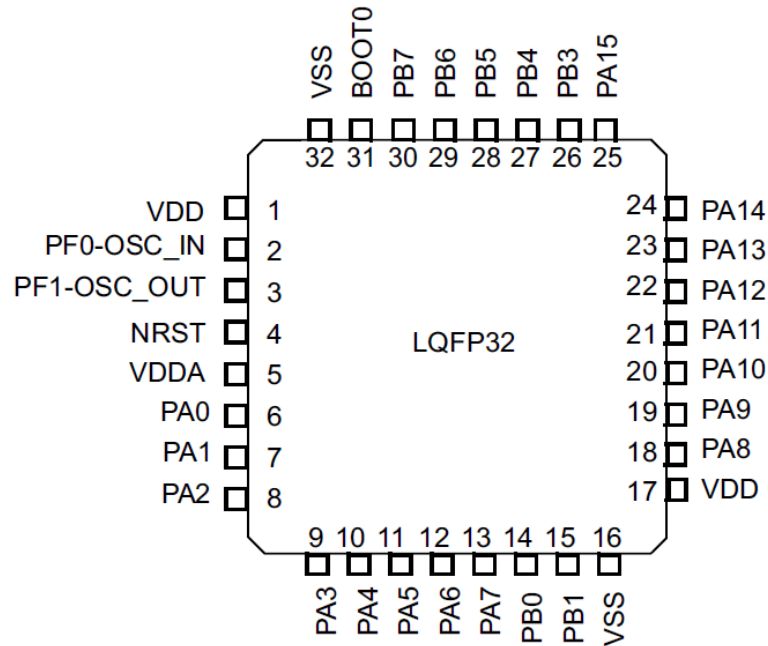 VSS
BOOT0
PB7
PB6
PB5
PB4
PB3
PA15
32 31 30 29 28 27 26 25
VDD 1
PF0-OSC_IN 2
PF1-OSC_OUT 3
NRST 4
VDDA 5
PA0 6
PA1 7
PA2 8
LQFP32
24 PA14
23 PA13
22 PA12
21 PA11
20 PA10
19 PA9
18 PA8
17 VDD
9 10 11 12 13 14 15 16
PA3
PA4
PA5
PA6
PA7
PB0
PB1
VSS